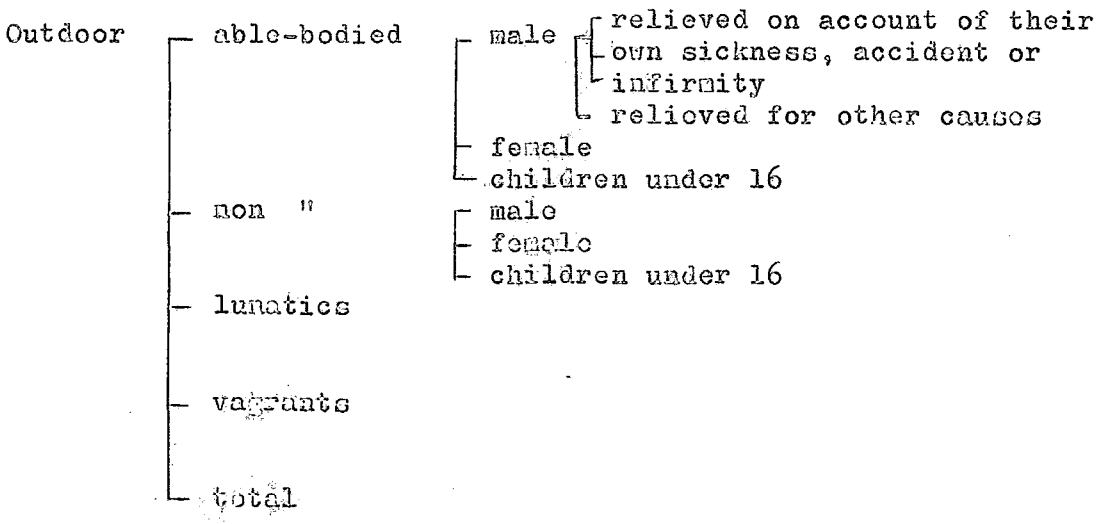 Outdoor able-bodied male relieved on account of their
own sickness, accident or
infirmity
relieved for other causes
female
children under 16
non " male
female
children under 16
lunatics
vagrants
total